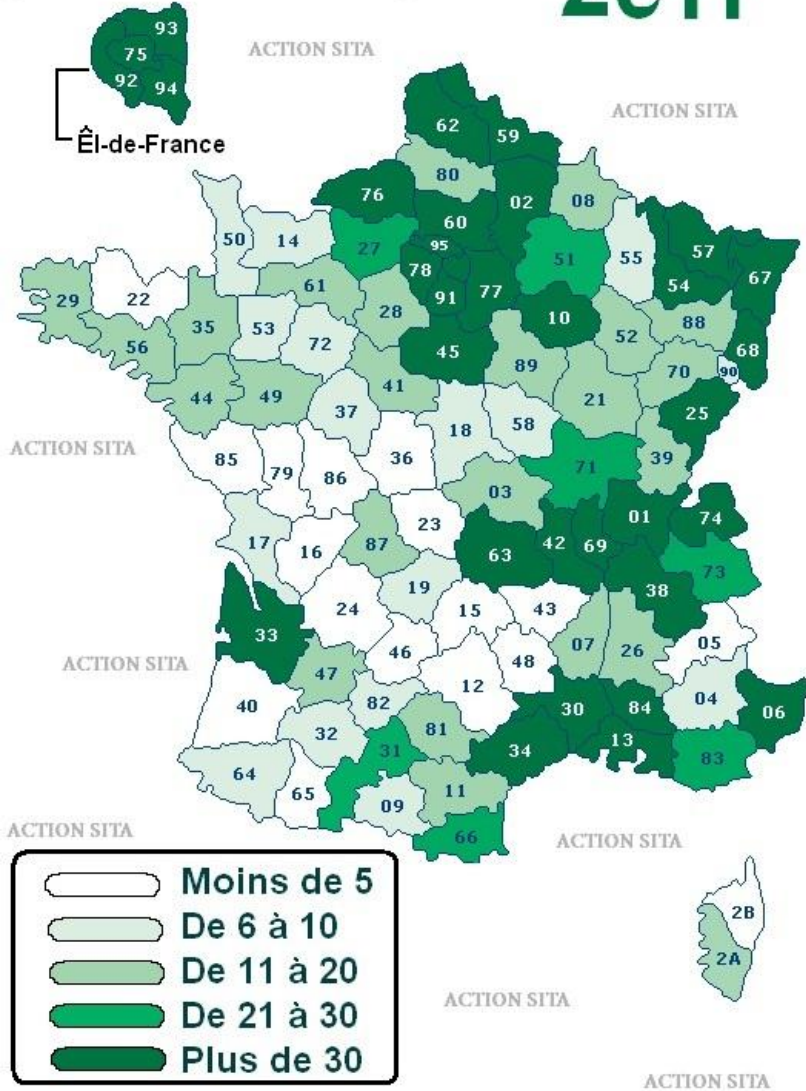 2011
93
75
92 94
Êl-de-France
ACTION SITA
ACTION SITA
62 59
80
76 02 08
60
50 14 27 95 51 55 57
78 54 67
29 22 61 91 77
35 53 28 10 88
56 72 52 68
45 89 70 90
44 49 41 21 25
37 18 58
ACTION SITA
85 79 86 36 71 39
03
17 16 87 23 01 74
63 42 69
19 73
24 15 43 38
33
46 48 07 26 05
ACTION SITA
47 12
40 82 30 84 04 06
32 81 13
31 34 83
64 65 09 11
66
ACTION SITA
ACTION SITA
Moins de 5
De 6 à 10
De 11 à 20
De 21 à 30
Plus de 30
2B
2A
ACTION SITA
ACTION SITA